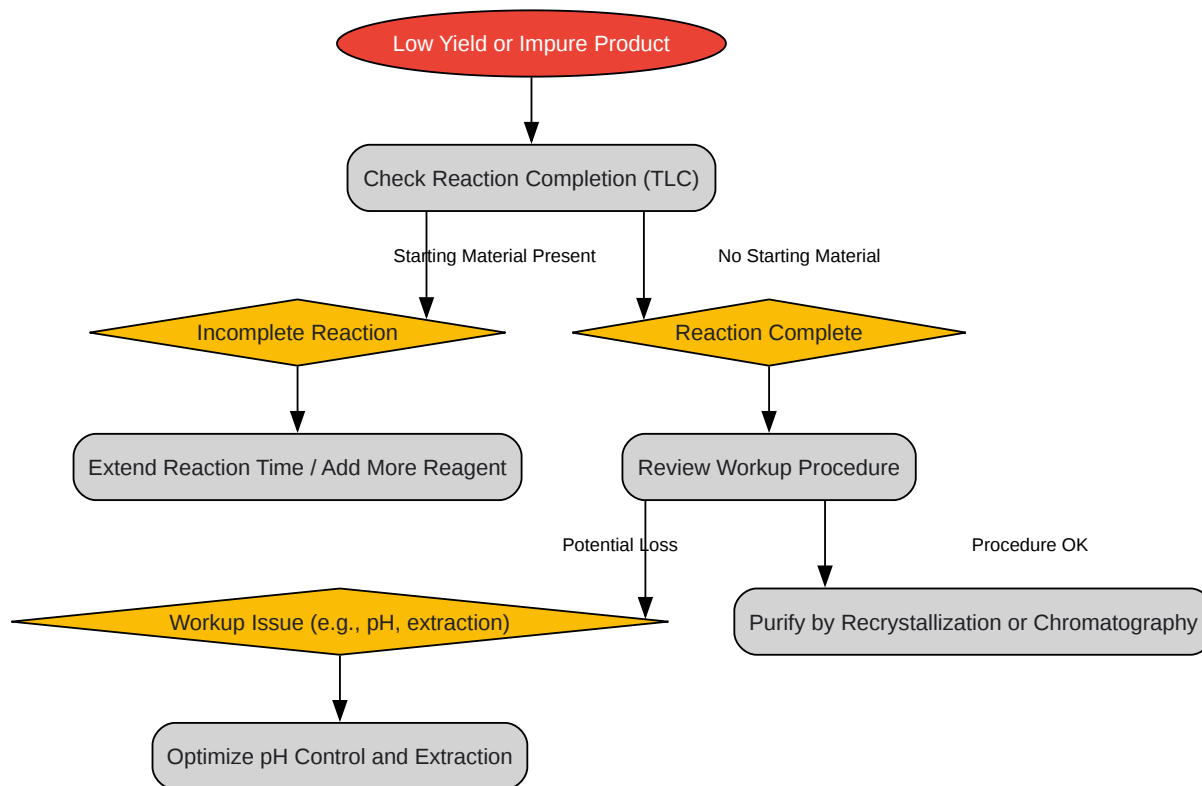 Low Yield or Impure Product
Check Reaction Completion (TLC)
Starting Material Present
No Starting Material
Incomplete Reaction
Reaction Complete
Extend Reaction Time / Add More Reagent
Review Workup Procedure
Potential Loss
Procedure OK
Workup Issue (e.g., pH, extraction)
Purify by Recrystallization or Chromatography
Optimize pH Control and Extraction